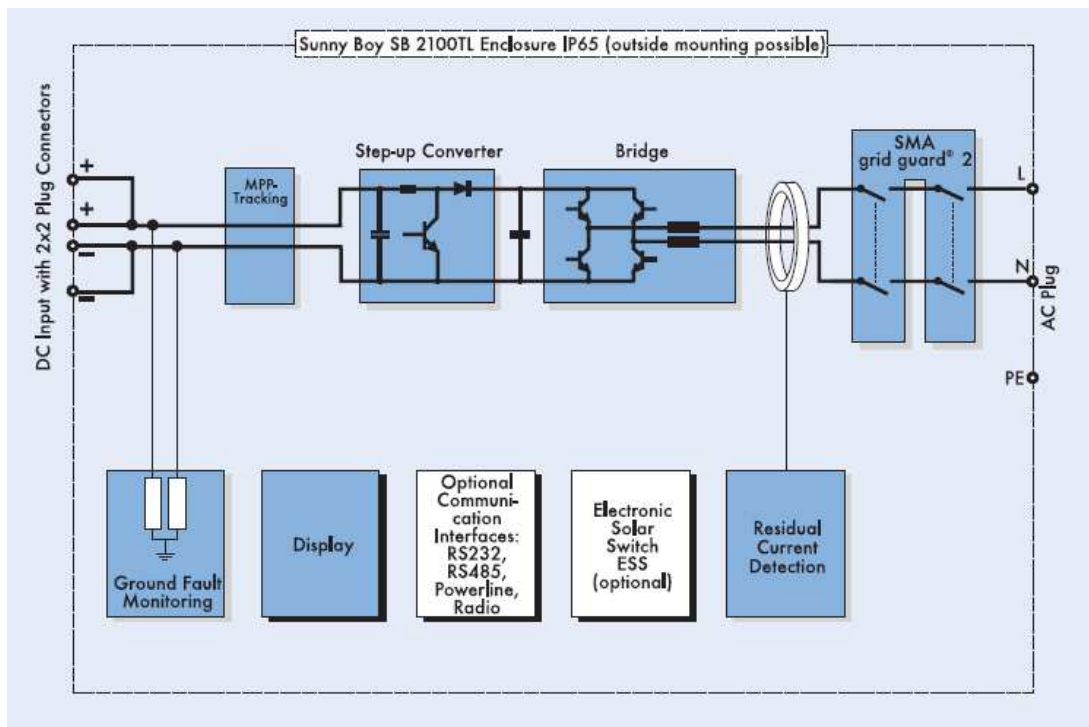 Sunny Boy SB 2100TL Enclosure IP65 (outside mounting possible)
DC Input with 2x2 Plug Connectors
+
+
–
–
MPP-
Tracking
Step-up Converter
Bridge
SMA
grid guard® 2
L
N
AC Plug
PE
Ground Fault
Monitoring
Display
Optional
Communi-
cation
Interfaces:
RS232,
RS485,
Powerline,
Radio
Electronic
Solar
Switch
ESS
(optional)
Residual
Current
Detection